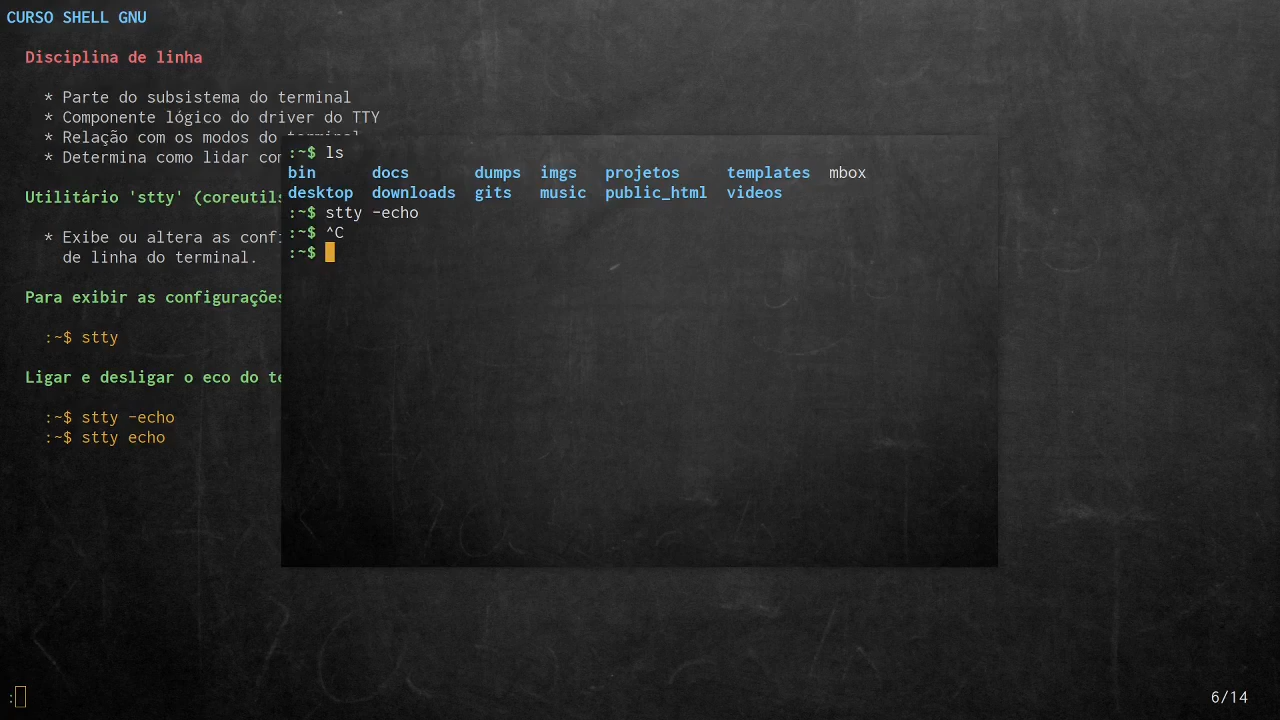 CURSO SHELL GNU
Disciplina de linha
* Parte do subsistema do terminal
* Componente lógico do driver do TTY
* Relação com os modos do terminal
* Determina como lidar com
Utilitário 'stty' (coreutils
* Exibe ou altera as conf
de linha do terminal.
Para exibir as configurações
:~$ stty
Ligar e desligar o eco do te
:~$ stty -echo
:~$ stty echo
:~$ ls
bin docs dumps imgs projetos templates mbox
desktop downloads gits music public_html videos
:~$ stty -echo
:~$ ^C
:~$
:
6/14